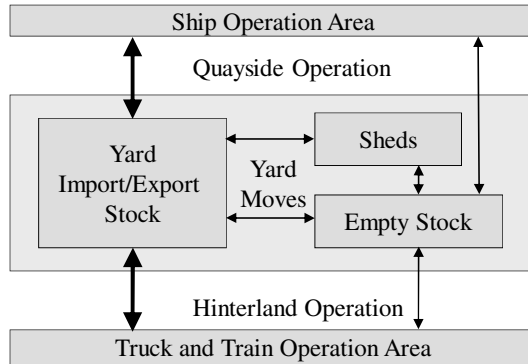 Ship Operation Area
Quayside Operation
Yard
Import/Export
Stock
Sheds
Yard
Moves
Empty Stock
Hinterland Operation
Truck and Train Operation Area